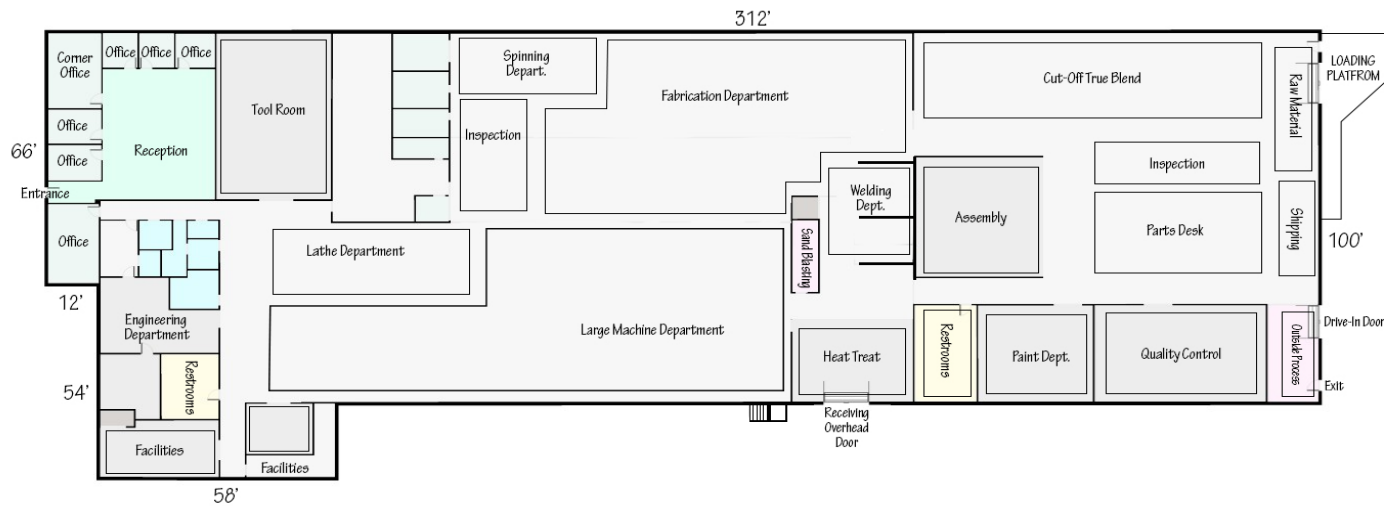 312'
Corner
Office
Office
Office
Office
Tool Room
Spinning
Depart.
Fabrication Department
Cut-Off True Blend
Raw Material
LOADING
PLATFROM
Office
Office
Reception
66'
Entrance
Inspection
Inspection
Welding
Dept.
Assembly
Parts Desk
Shipping
100'
Office
Lathe Department
Sand Blasting
12'
Engineering
Department
Large Machine Department
Heat Treat
Restrooms
Paint Dept.
Quality Control
Outside Process
Drive-In Door
Exit
54'
Restrooms
Receiving
Overhead
Door
Facilities
Facilities
58'